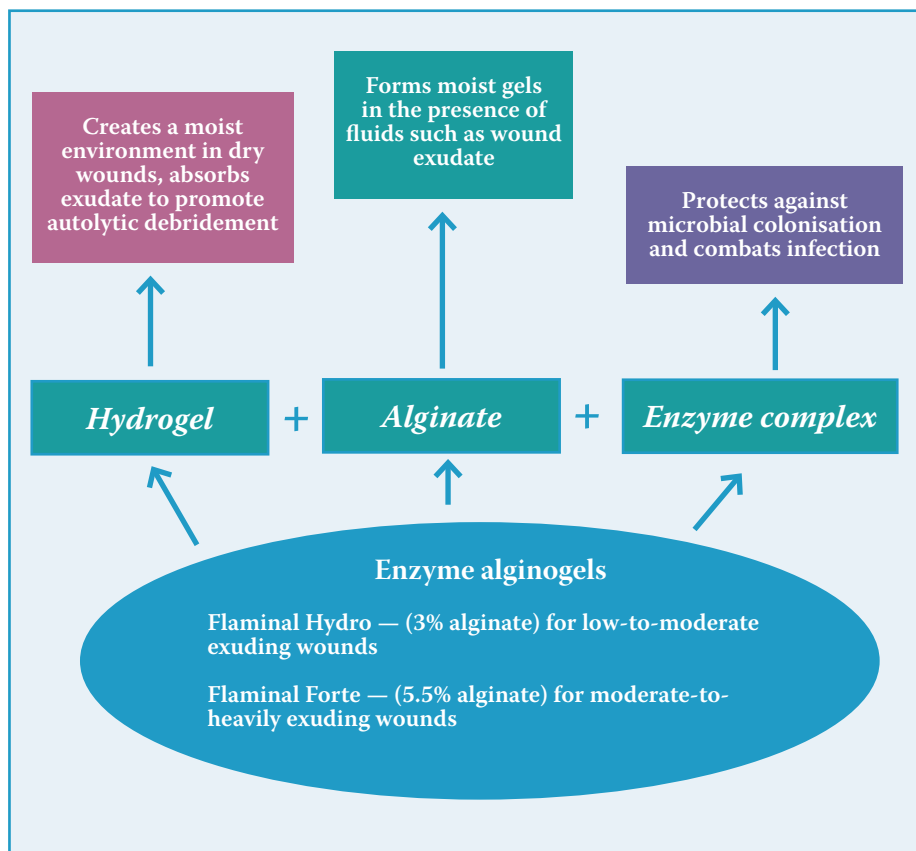 Creates a moist
environment in dry
wounds, absorbs
exudate to promote
autolytic debridement
Forms moist gels
in the presence of
fluids such as wound
exudate
Protects against
microbial colonisation
and combats infection
Hydrogel + Alginate + Enzyme complex
Enzyme alginogels
Flaminal Hydro — (3% alginate) for low-to-moderate
exuding wounds
Flaminal Forte — (5.5% alginate) for moderate-to-
heavily exuding wounds